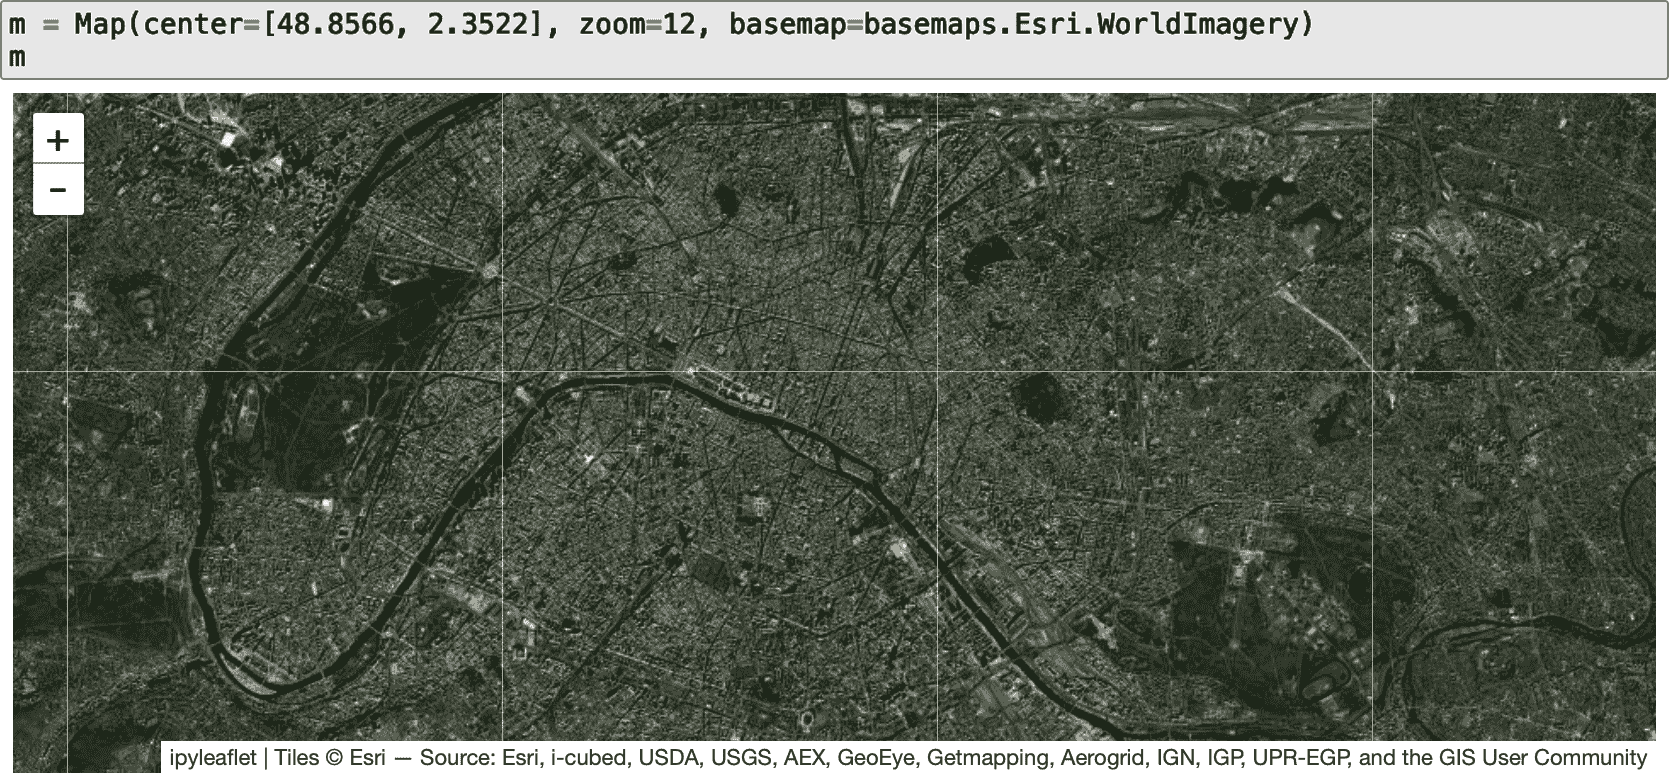 m = Map(center=[48.8566, 2.3522], zoom=12, basemap=basemaps.Esri.WorldImagery)
m
+
−
ipyleaflet | Tiles © Esri — Source: Esri, i-cubed, USDA, USGS, AEX, GeoEye, Getmapping, Aerogrid, IGN, IGP, UPR-EGP, and the GIS User Community